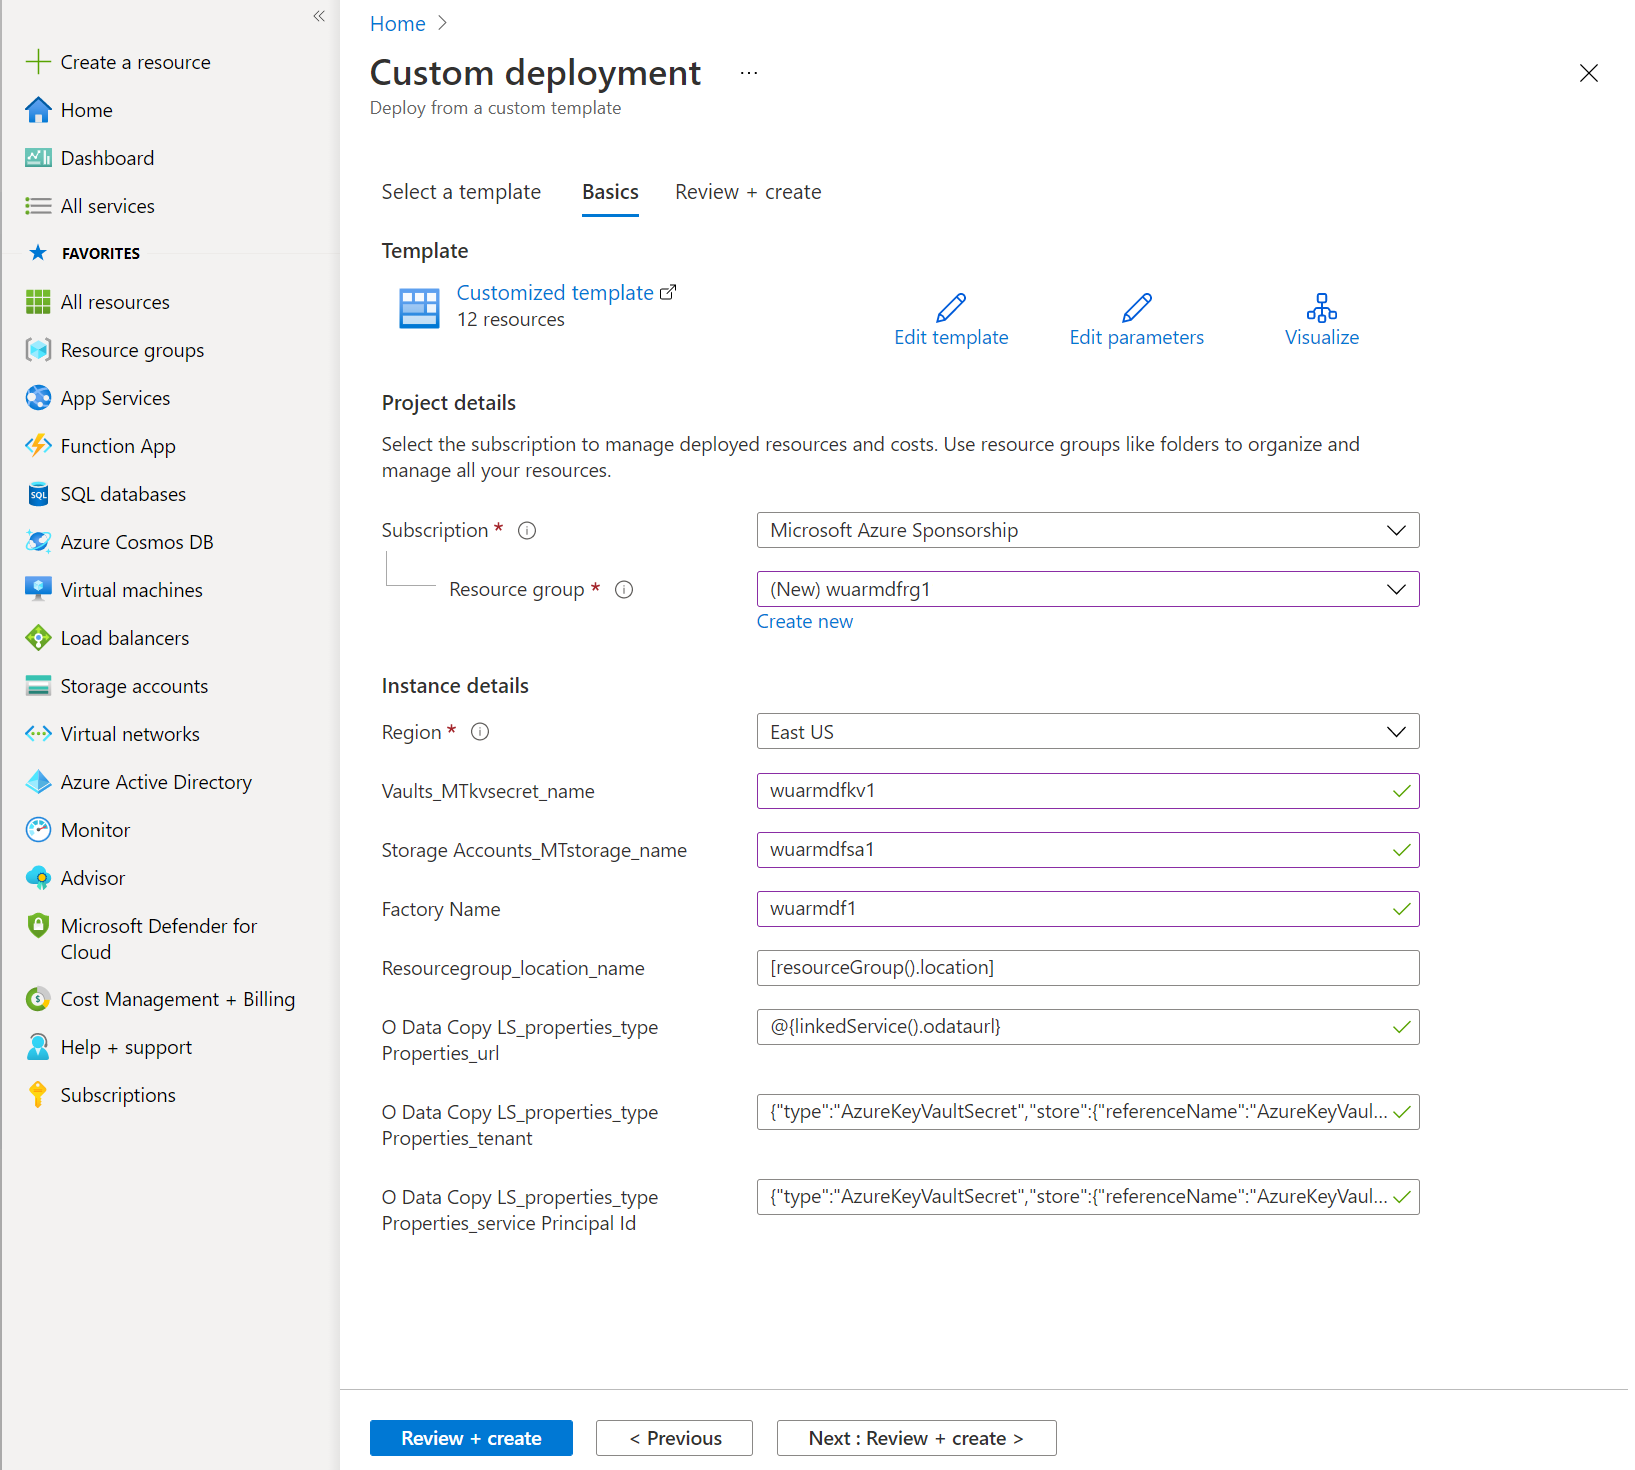 «
Create a resource
Home
Dashboard
All services
FAVORITES
All resources
Resource groups
App Services
Function App
SQL
SQL databases
Azure Cosmos DB
Virtual machines
Load balancers
Storage accounts
Virtual networks
Azure Active Directory
Monitor
Advisor
Microsoft Defender for
Cloud
$
Cost Management + Billing
Help + support
Subscriptions
Home >
Custom deployment ...
Deploy from a custom template
Select a template Basics Review + create
Template
Customized template
12 resources
Edit template Edit parameters Visualize
Project details
Select the subscription to manage deployed resources and costs. Use resource groups like folders to organize and
manage all your resources.
Subscription * i
Microsoft Azure Sponsorship
Resource group * i
(New) wuarmdfrg1
Create new
Instance details
Region * i
East US
Vaults_MTkvsecret_name
wuarmdfkv1
Storage Accounts_MTstorage_name
wuarmdfsa1
Factory Name
wuarmdf1
Resourcegroup_location_name
[resourceGroup().location]
O Data Copy LS_properties_type
Properties_url
@{linkedService().odataurl}
O Data Copy LS_properties_type
Properties_tenant
{"type":"AzureKeyVaultSecret","store":{"referenceName":"AzureKeyVaul...
O Data Copy LS_properties_type
Properties_service Principal Id
{"type":"AzureKeyVaultSecret","store":{"referenceName":"AzureKeyVaul...
Review + create
< Previous
Next : Review + create >